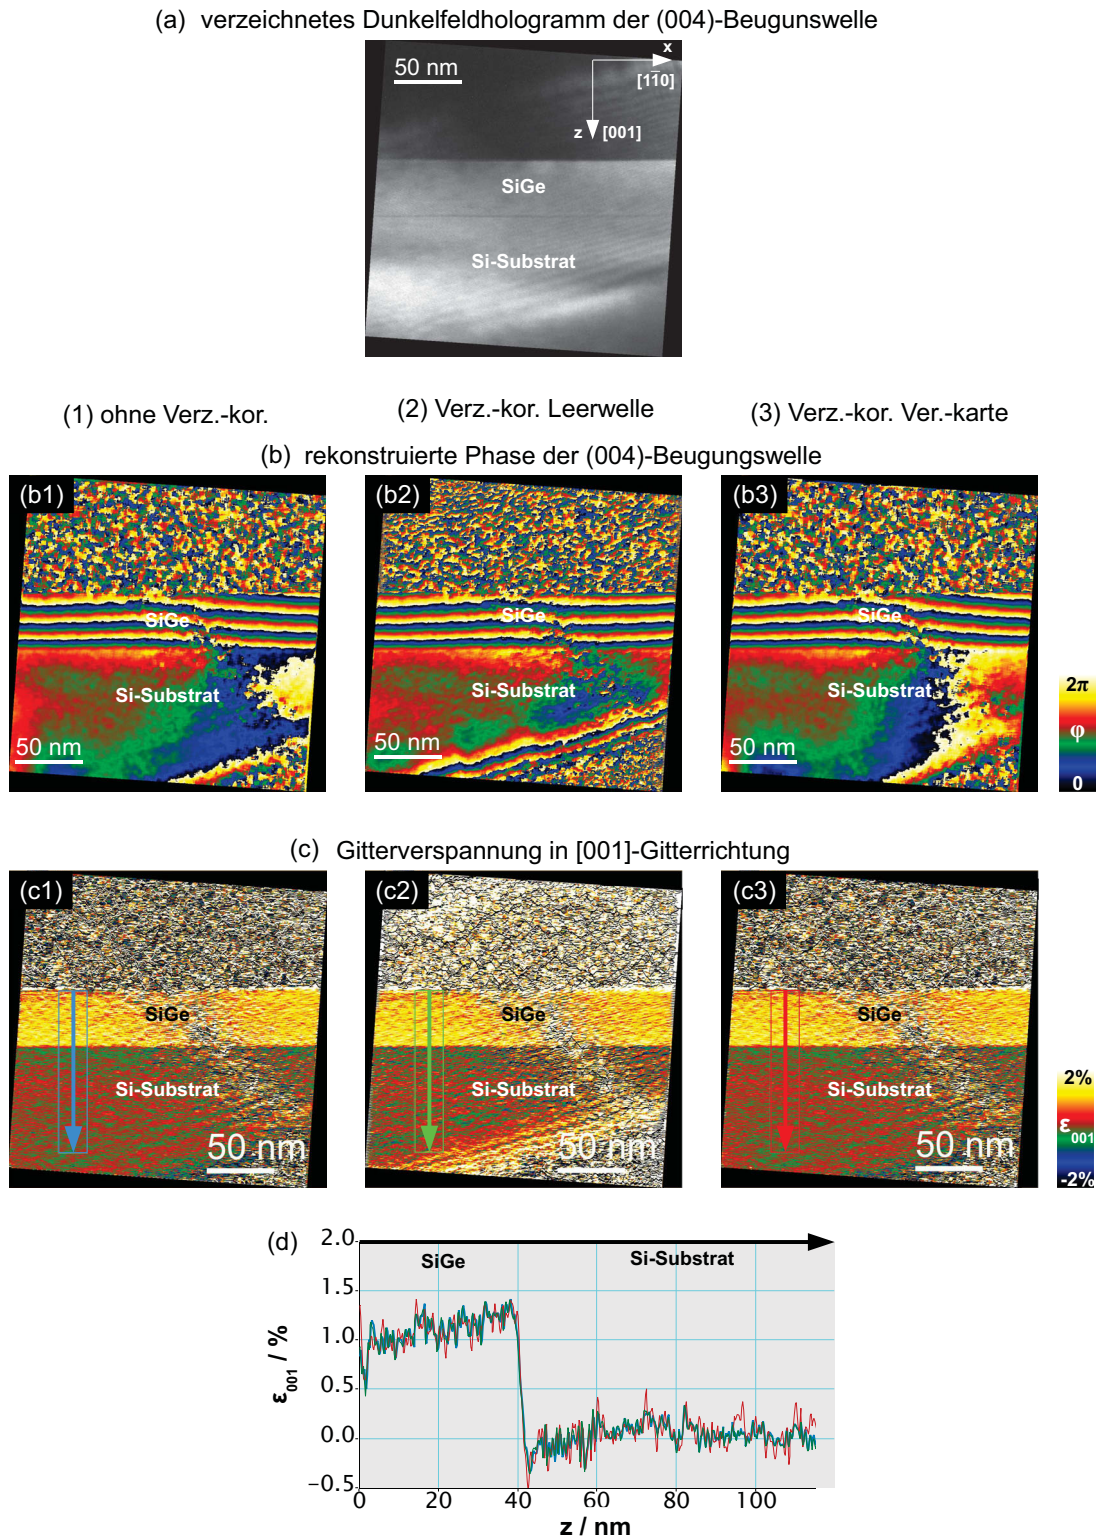 (a) verzeichnetes Dunkelfeldhologramm der (004)-Beugunswelle
50 nm
x
[1-10]
z [001]
SiGe
Si-Substrat
(1) ohne Verz.-kor.
(2) Verz.-kor. Leerwelle
(3) Verz.-kor. Ver.-karte
(b) rekonstruierte Phase der (004)-Beugungswelle
(b1)
SiGe
Si-Substrat
50 nm
(b2)
SiGe
Si-Substrat
50 nm
(b3)
SiGe
Si-Substrat
50 nm
2π
φ
0
(c) Gitterverspannung in [001]-Gitterrichtung
(c1)
SiGe
Si-Substrat
50 nm
(c2)
SiGe
Si-Substrat
50 nm
(c3)
SiGe
Si-Substrat
50 nm
2%
ε001
-2%
(d)
SiGe
Si-Substrat
2.0
1.5
1.0
0.5
0.0
−0.5
ε001 / %
0 20 40 60 80 100
z / nm